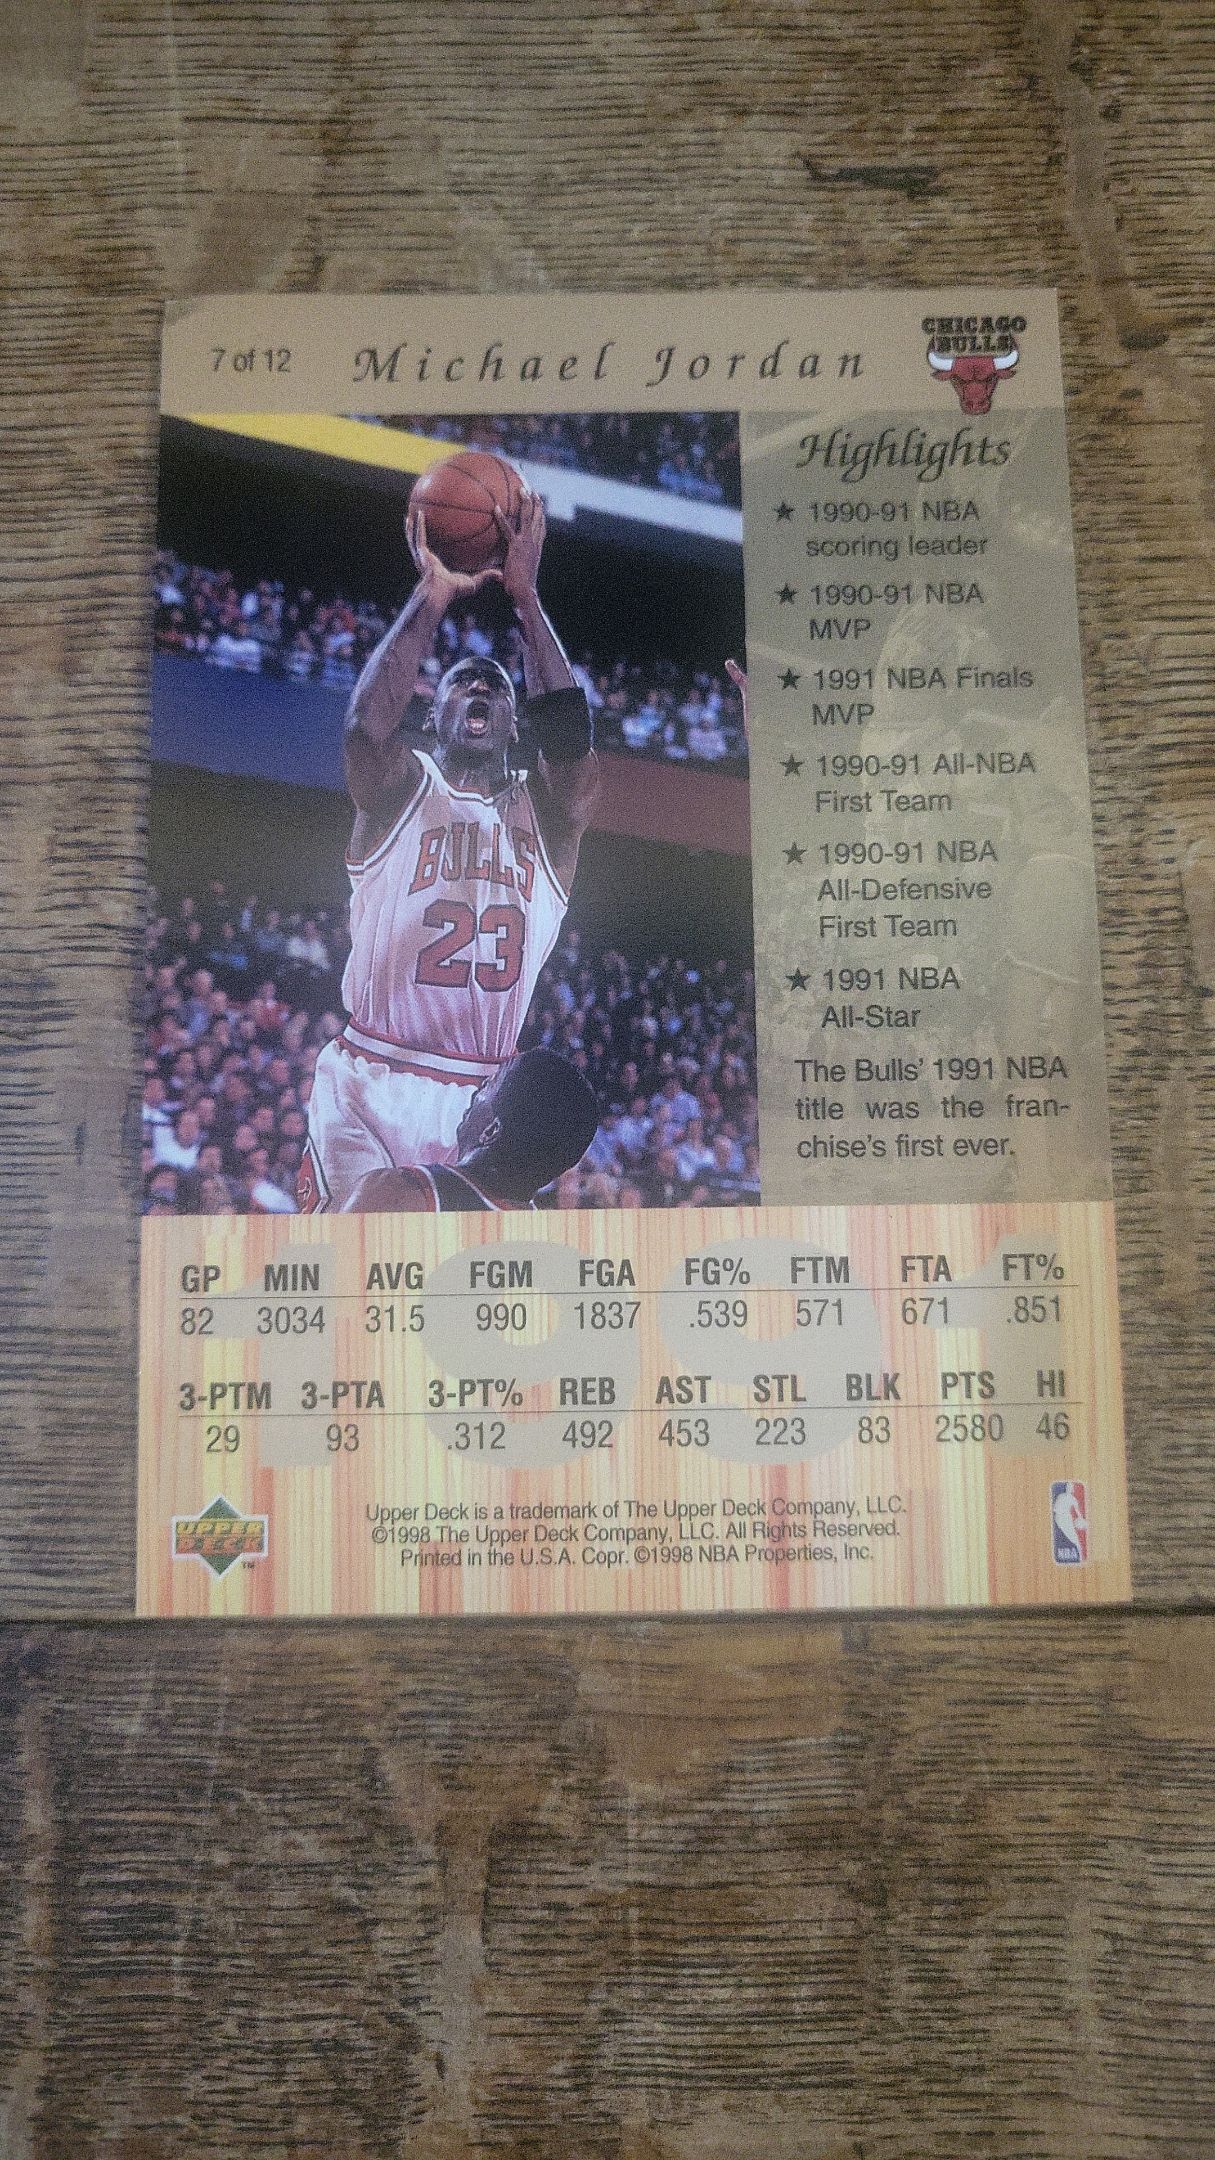 7 of 12 Michael Jordan
CHICAGO
BULLS
BULLS
23
Highlights
★ 1990-91 NBA
scoring leader
★ 1990-91 NBA
MVP
★ 1991 NBA Finals
MVP
★ 1990-91 All-NBA
First Team
★ 1990-91 NBA
All-Defensive
First Team
★ 1991 NBA
All-Star
The Bulls' 1991 NBA
title was the fran-
chise's first ever.
1991
GP MIN AVG FGM FGA FG% FTM FTA FT%
82 3034 31.5 990 1837 .539 571 671 .851
3-PTM 3-PTA 3-PT% REB AST STL BLK PTS HI
29 93 .312 492 453 223 83 2580 46
UPPER
DECK
TM
Upper Deck is a trademark of The Upper Deck Company, LLC.
©1998 The Upper Deck Company, LLC. All Rights Reserved.
Printed in the U.S.A. Copr. ©1998 NBA Properties, Inc.
NBA